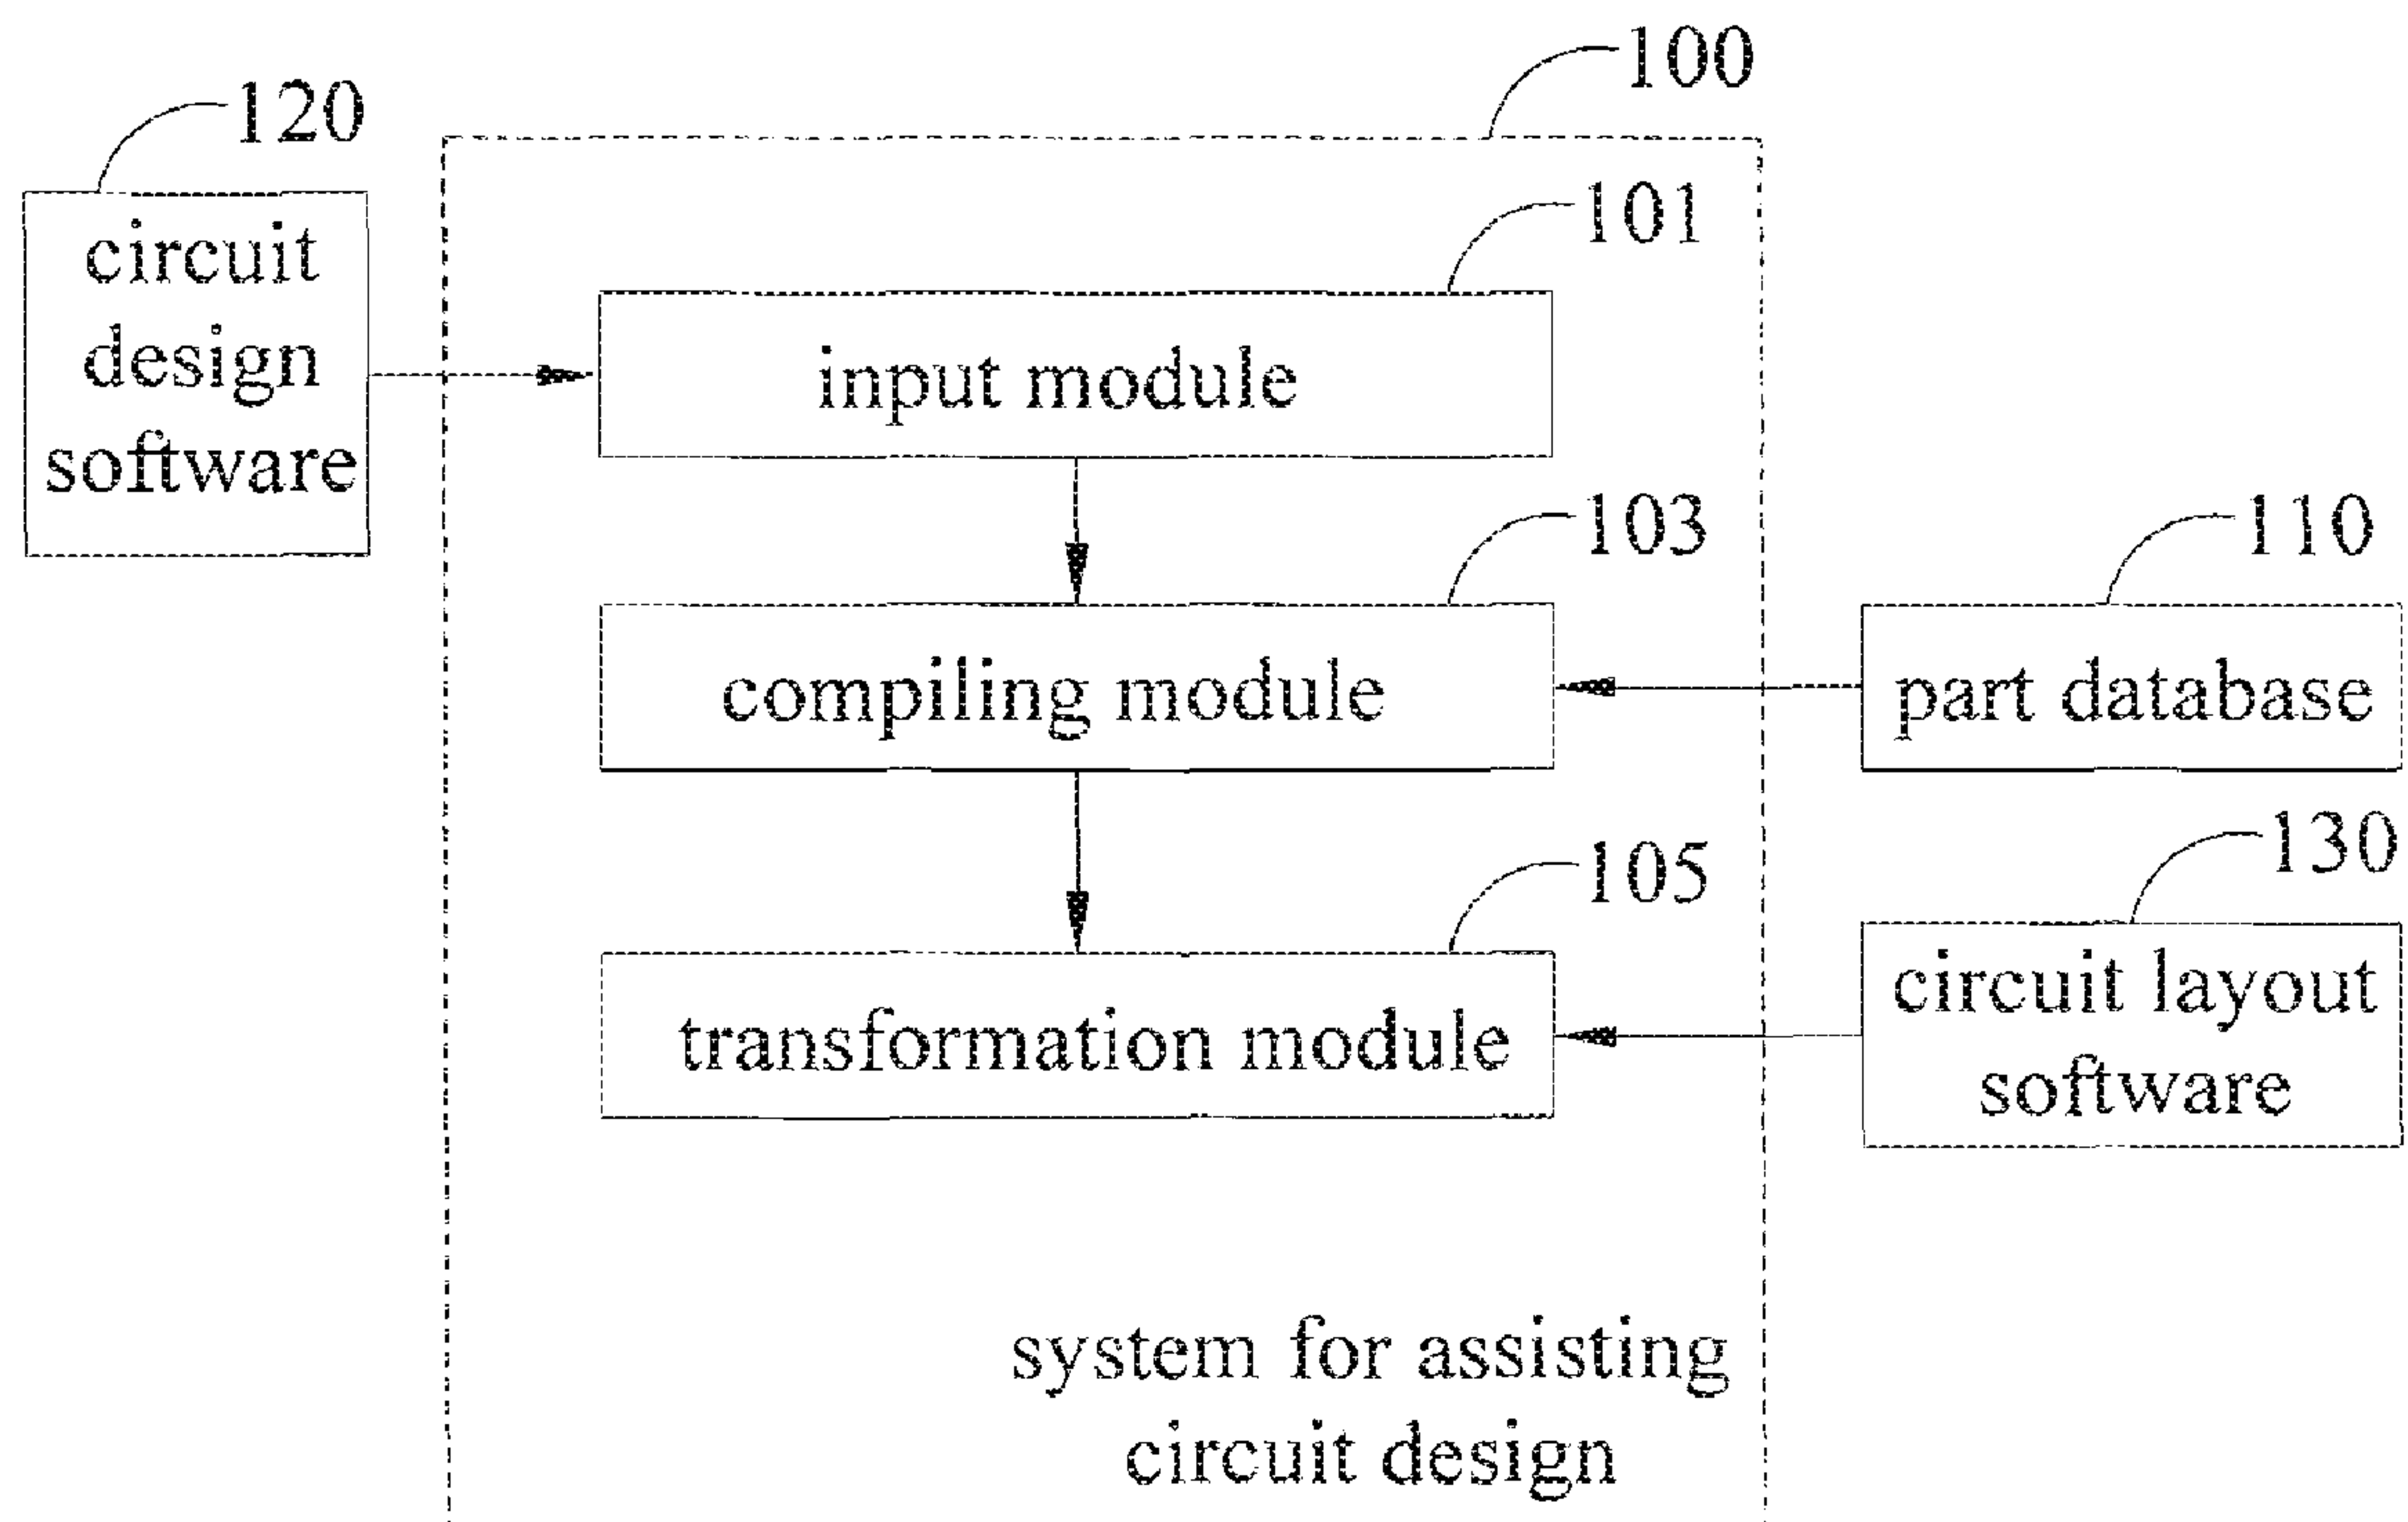 100
120
circuit
design
software
101
input module
103
compiling module
110
part database
105
transformation module
130
circuit layout
software
system for assisting
circuit design